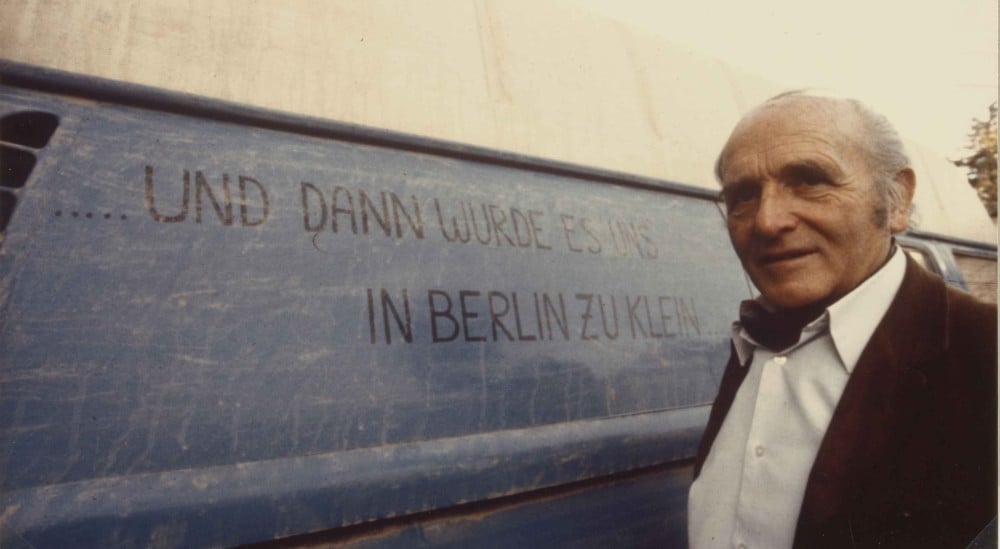 ..... UND DANN WURDE ES UNS
IN BERLIN ZU KLEIN...